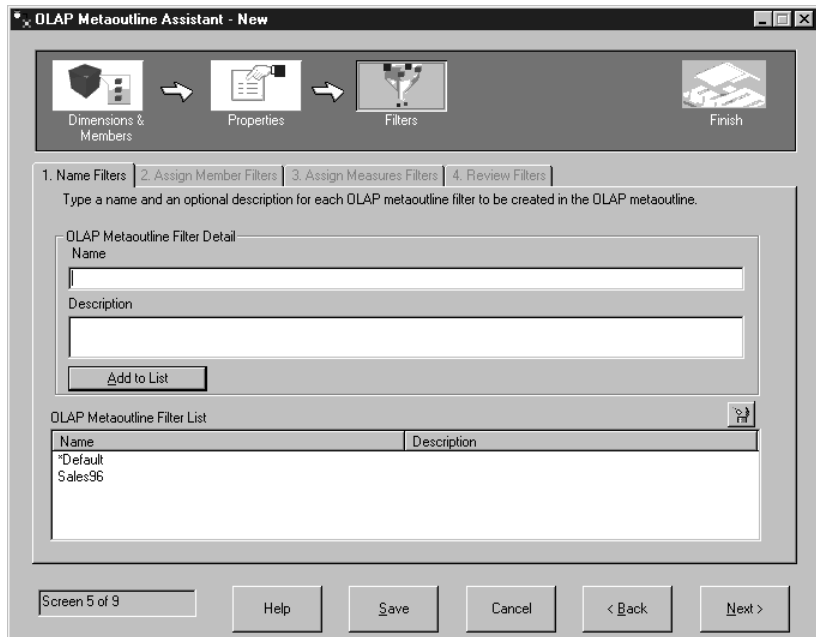 OLAP Metaoutline Assistant - New
Dimensions &
Members
Properties
Filters
Finish
1. Name Filters
2. Assign Member Filters
3. Assign Measures Filters
4. Review Filters
Type a name and an optional description for each OLAP metaoutline filter to be created in the OLAP metaoutline.
OLAP Metaoutline Filter Detail
Name
Description
Add to List
OLAP Metaoutline Filter List
Name Description
*Default
Sales96
Screen 5 of 9
Help
Save
Cancel
< Back
Next >